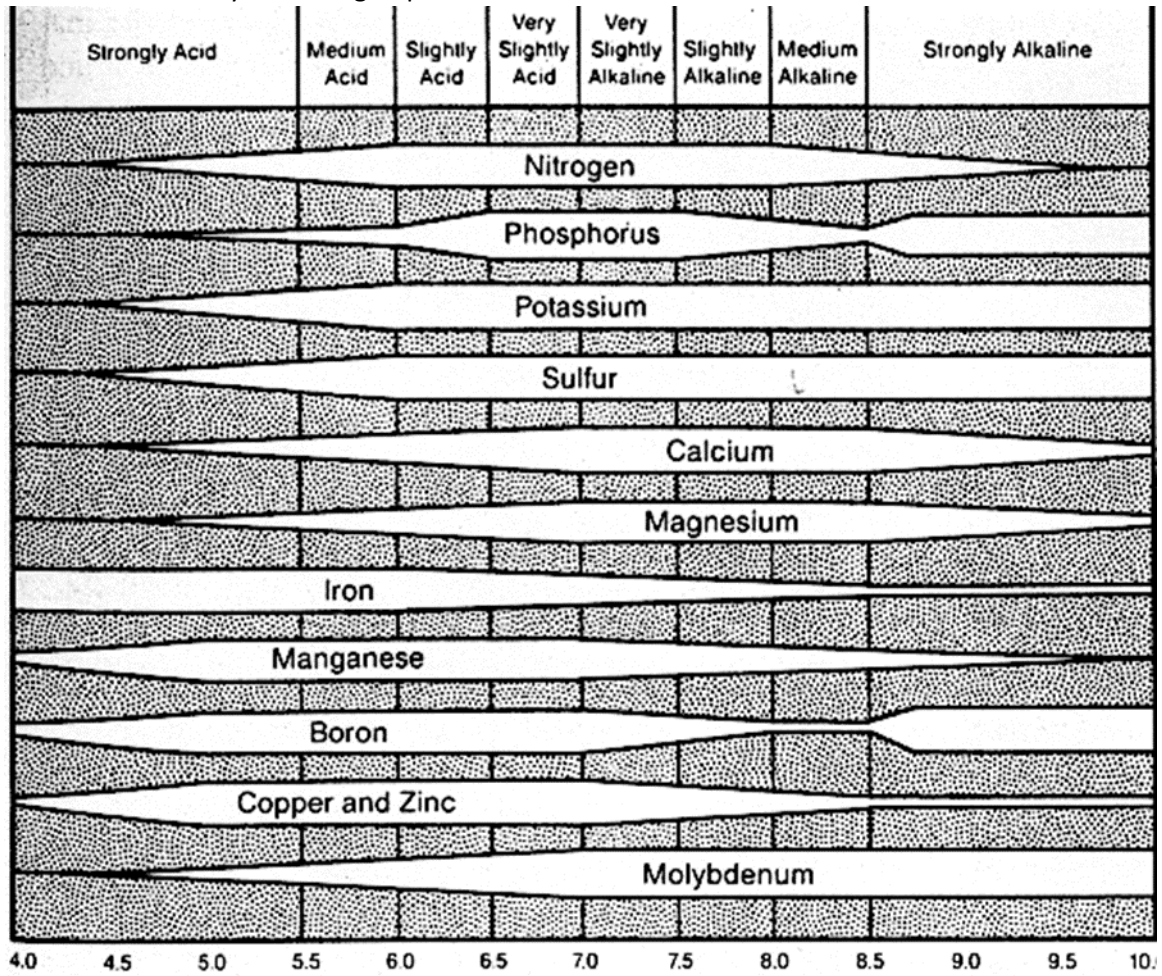 Strongly Acid
Medium
Acid
Slightly
Acid
Very
Slightly
Acid
Very
Slightly
Alkaline
Slightly
Alkaline
Medium
Alkaline
Strongly Alkaline
Nitrogen
Phosphorus
Potassium
Sulfur
Calcium
Magnesium
Iron
Manganese
Boron
Copper and Zinc
Molybdenum
4.0 4.5 5.0 5.5 6.0 6.5 7.0 7.5 8.0 8.5 9.0 9.5 10.